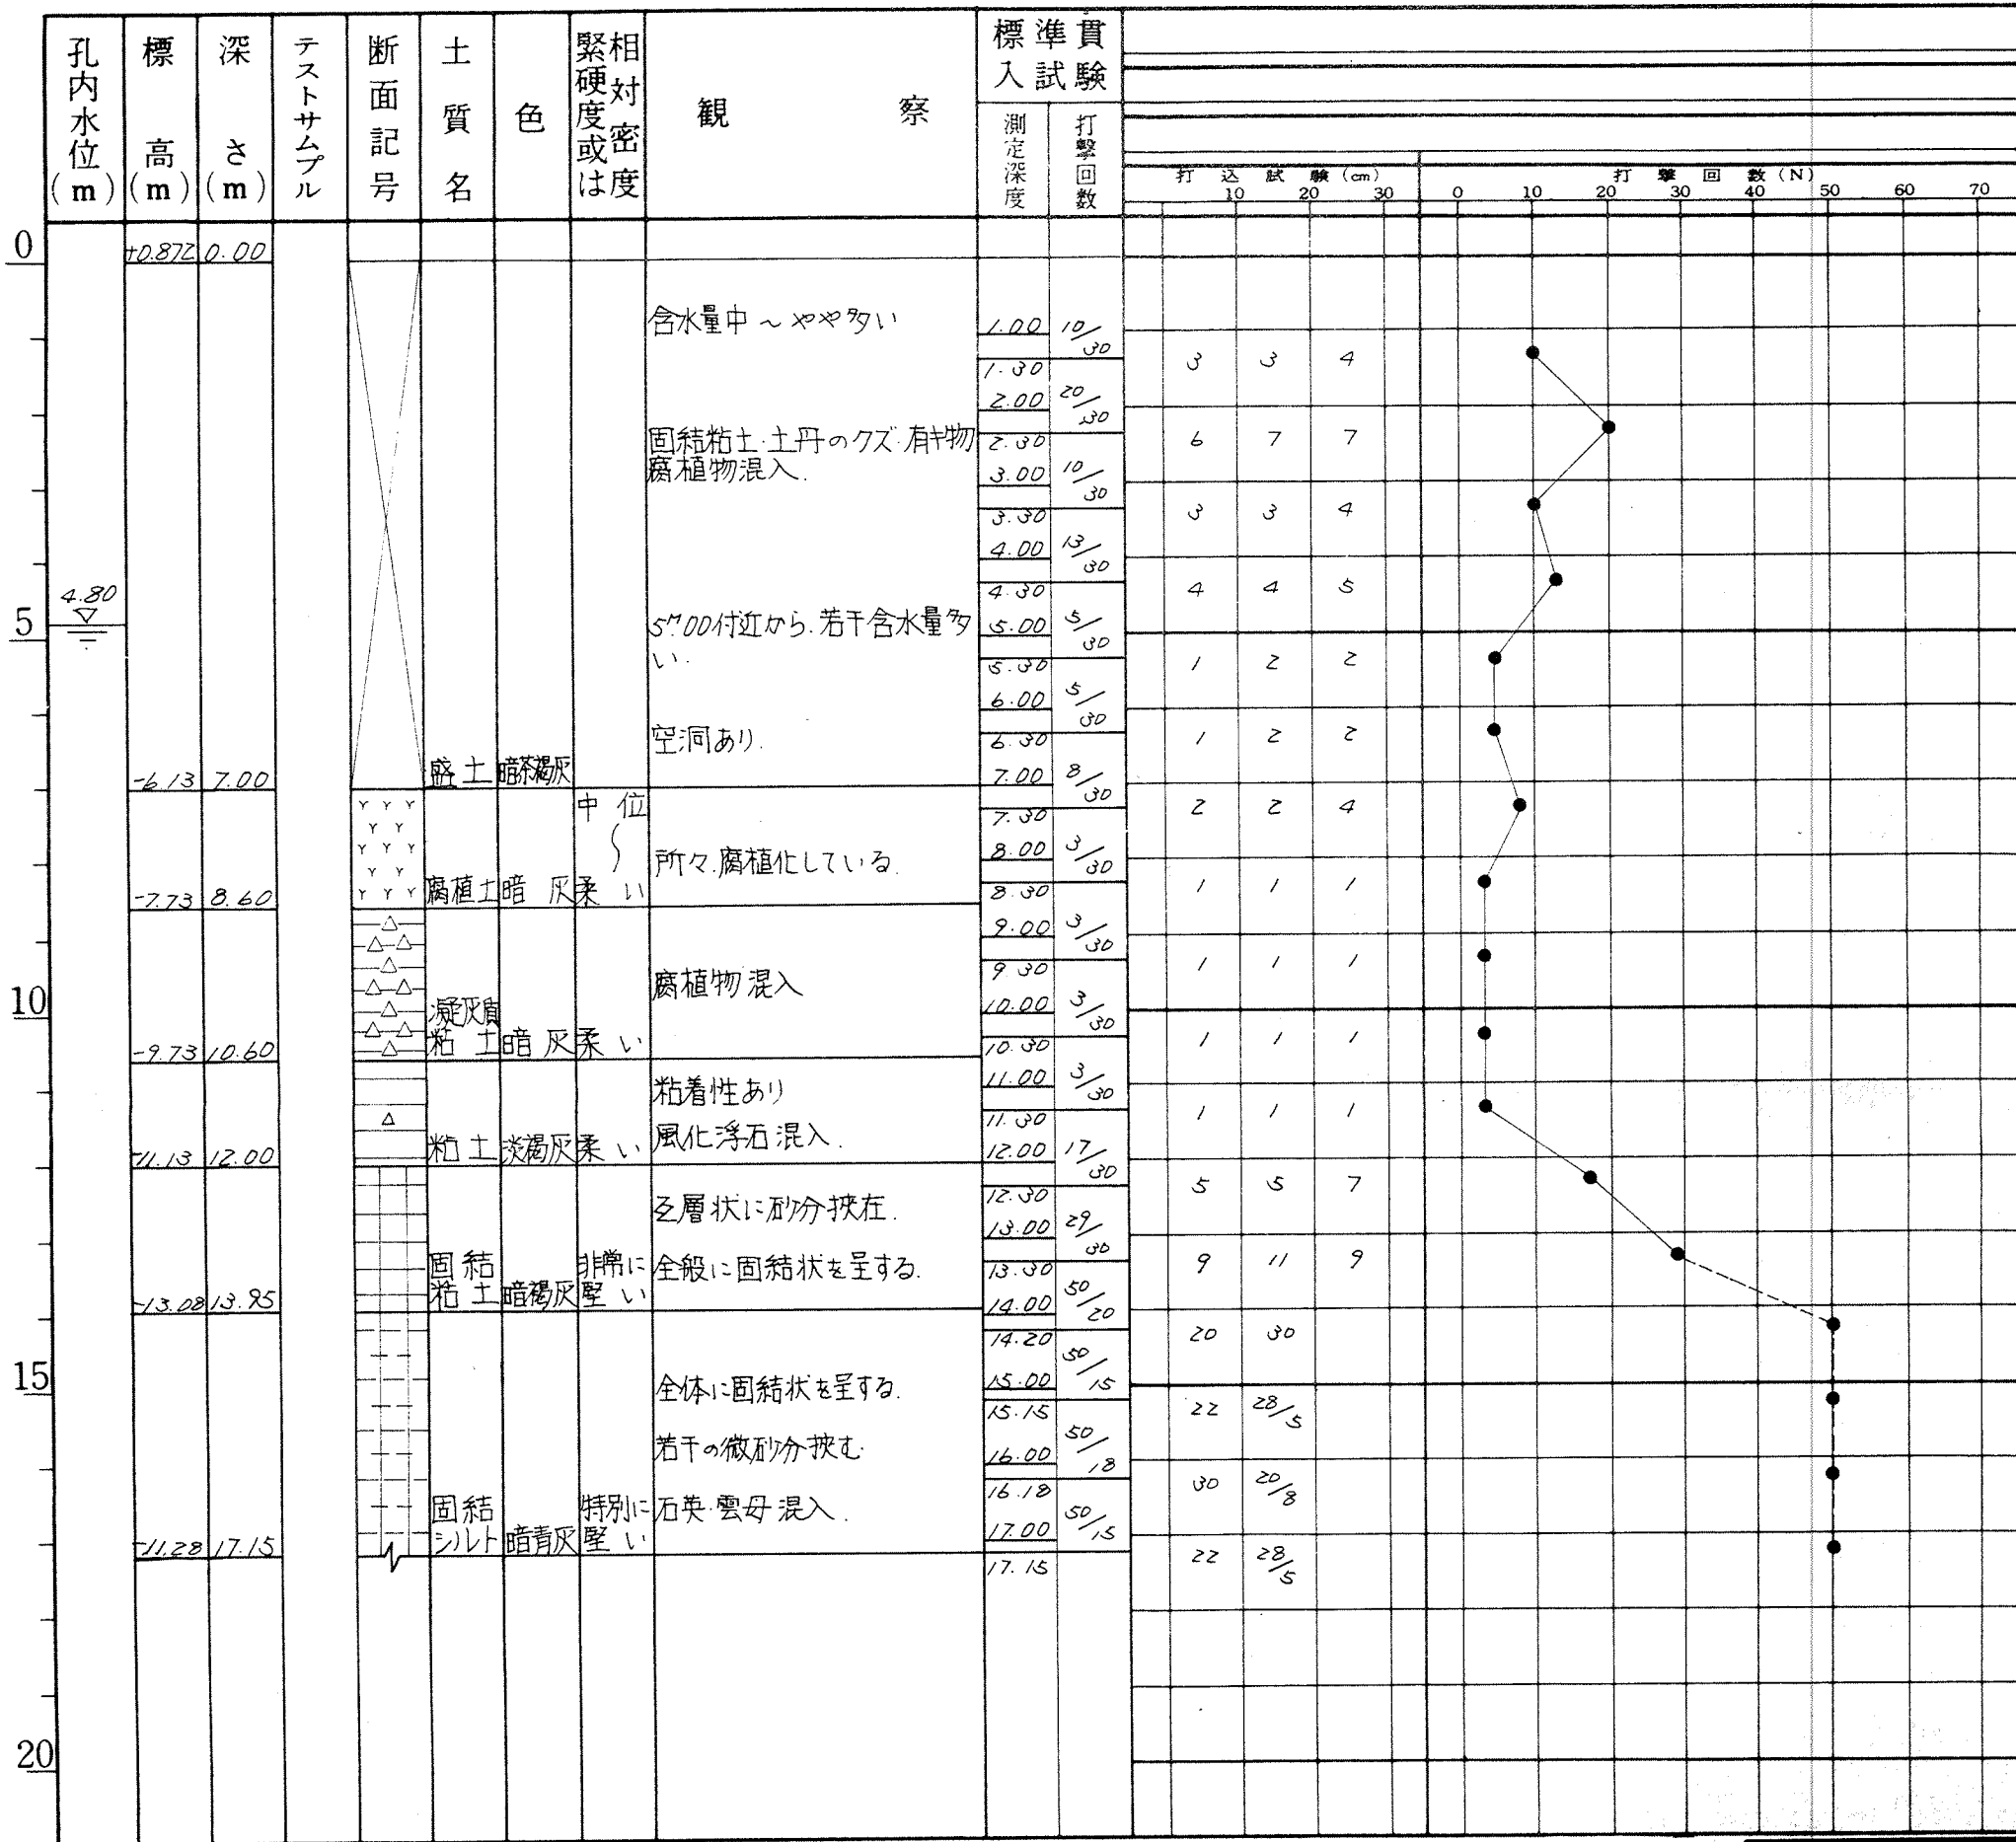 孔内水位(m) 標高(m) 深さ(m) テストサムプル 断面記号 土質名 色 相対密度 緊硬度或は 観察 標準貫入試験
測定深度 打撃回数 打込試験(cm) 打撃回数(N)
10 20 30 0 10 20 30 40 50 60 70
0 +0.872 0.00
含水量中～やや多い
1.00 10/30
1.30 3 3 4
2.00 20/30
固結粘土・土丹のクズ・有キ物
腐植物混入.
2.30 6 7 7
3.00 10/30
3.30 3 3 4
4.00 13/30
4.30 4 4 5
4.80
5
5m00付近から.若干含水量多
い.
5.00 5/30
5.30 1 2 2
6.00 5/30
空洞あり.
6.30 1 2 2
-6.13 7.00 盛土 暗茶褐灰
7.00 8/30
中位～柔い
7.30 2 2 4
所々.腐植化している.
8.00 3/30
-7.73 8.60 腐植土 暗灰
8.30 1 1 1
9.00 3/30
腐植物混入
9.30 1 1 1
10
10.00 3/30
凝灰質
粘土 暗灰 柔い
-9.73 10.60
10.30 1 1 1
粘着性あり
11.00 3/30
風化浮石混入.
11.30 1 1 1
-11.13 12.00 粘土 淡褐灰 柔い
12.00 17/30
互層状に砂分挟在.
12.30 5 5 7
13.00 29/30
全般に固結状を呈する.
13.30 9 11 9
固結
粘土 暗褐灰 非常に堅い
-13.08 13.95
14.00 50/20
14.20 20 30
15
全体に固結状を呈する.
15.00 50/15
15.15 22 28/5
若干の微砂分挟む.
16.00 50/18
16.18 30 20/8
石英・雲母混入.
固結
シルト 暗青灰 特別に堅い
17.00 50/15
-11.28 17.15
17.15 22 28/5
20